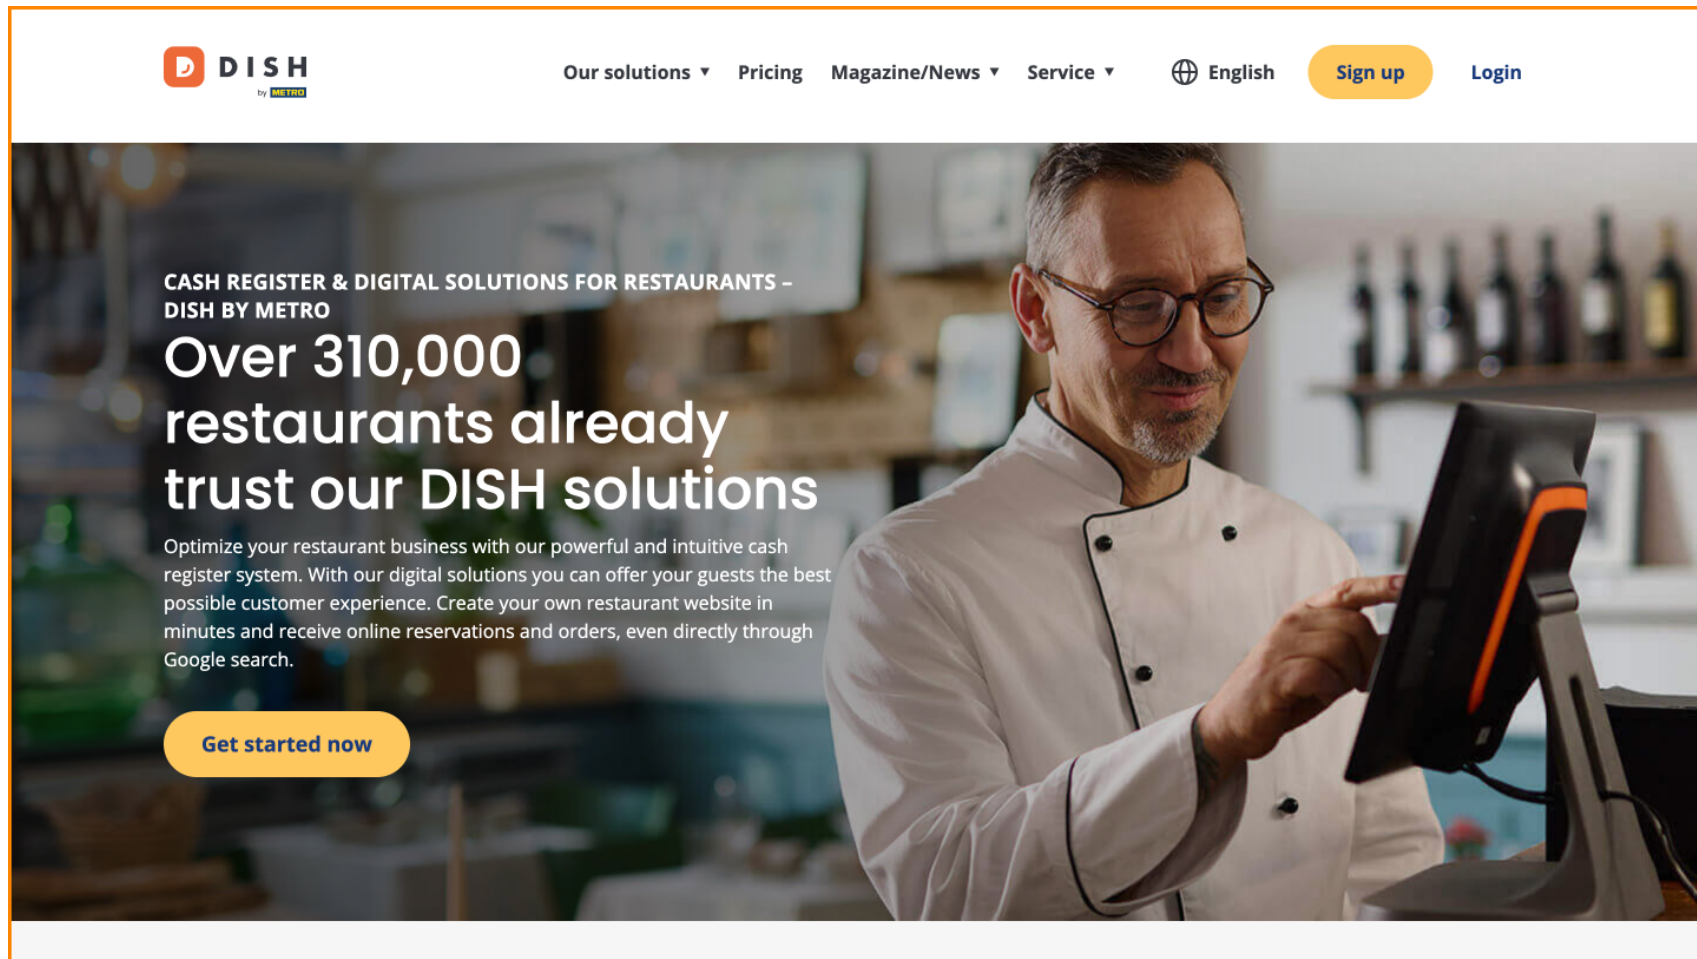 DISH
by METRO
Our solutions ▼ Pricing Magazine/News ▼ Service ▼ English Sign up Login
CASH REGISTER & DIGITAL SOLUTIONS FOR RESTAURANTS –
DISH BY METRO
Over 310,000
restaurants already
trust our DISH solutions
Optimize your restaurant business with our powerful and intuitive cash
register system. With our digital solutions you can offer your guests the best
possible customer experience. Create your own restaurant website in
minutes and receive online reservations and orders, even directly through
Google search.
Get started now